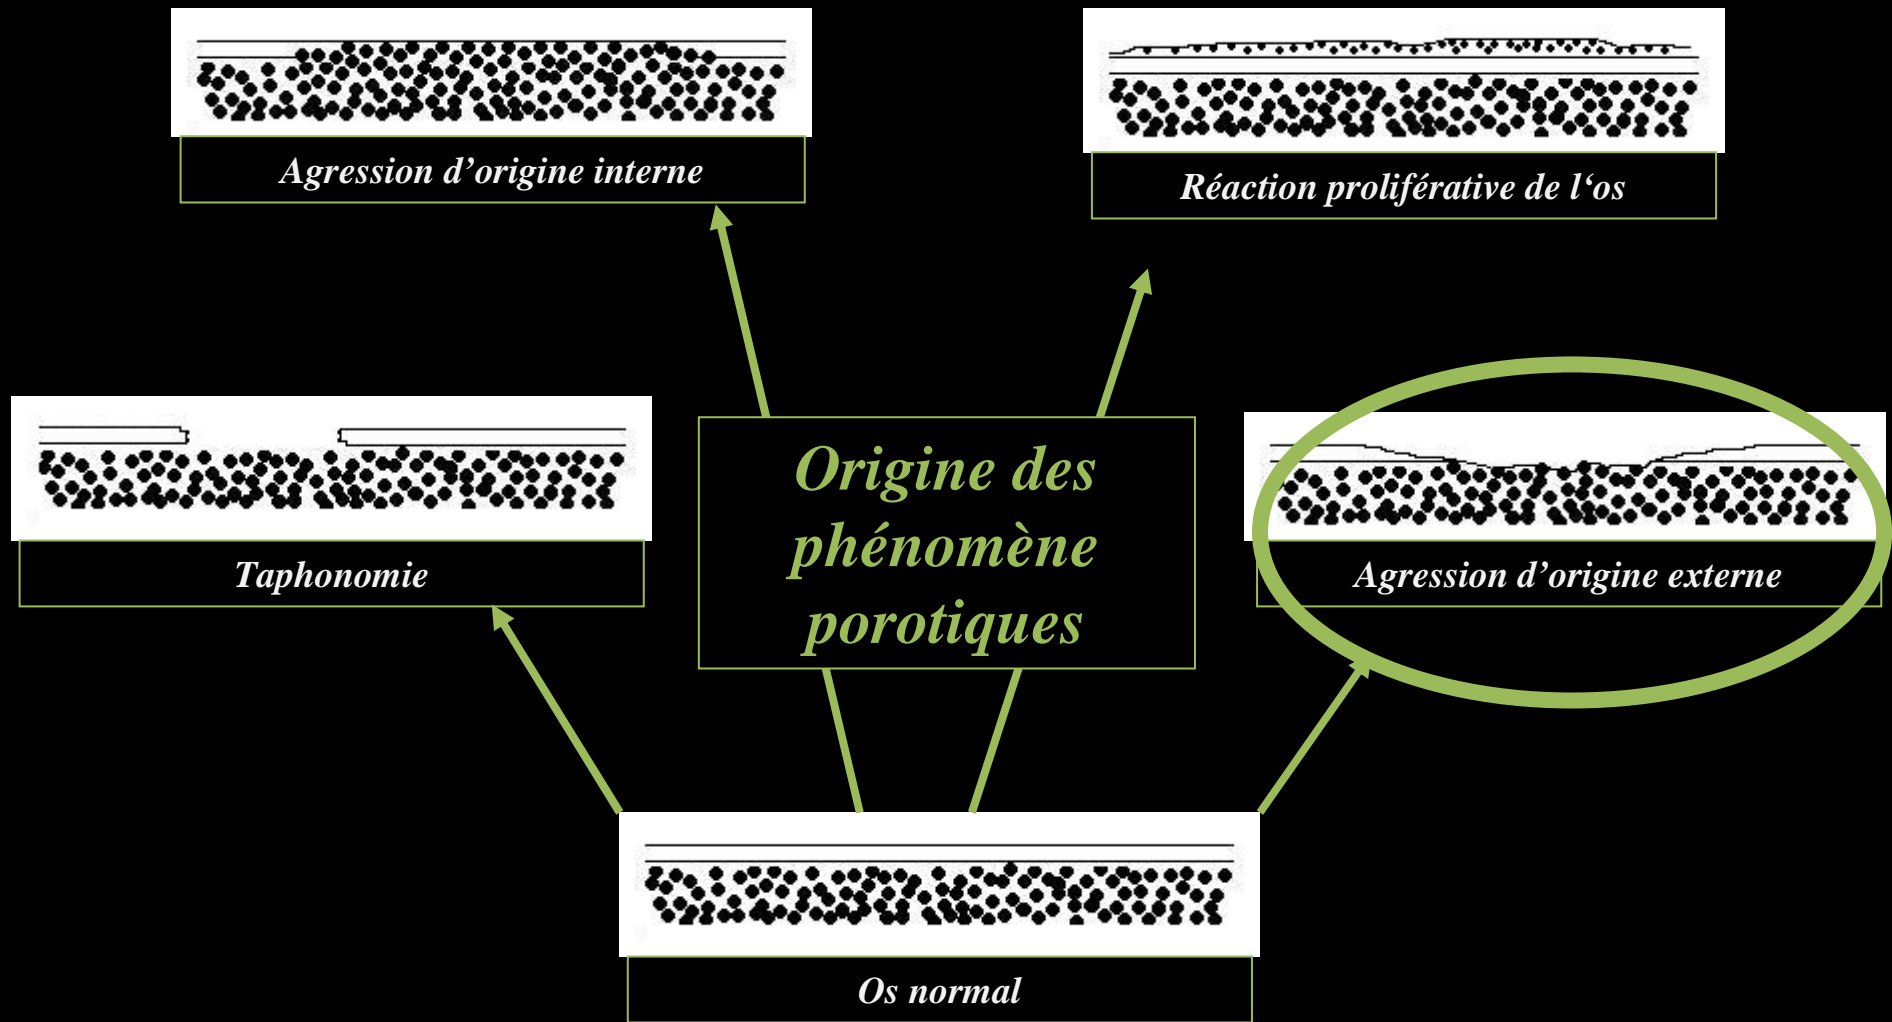 Agression d’origine interne
Réaction proliférative de l‘os
Taphonomie
Origine des
phénomène
porotiques
Agression d’origine externe
Os normal